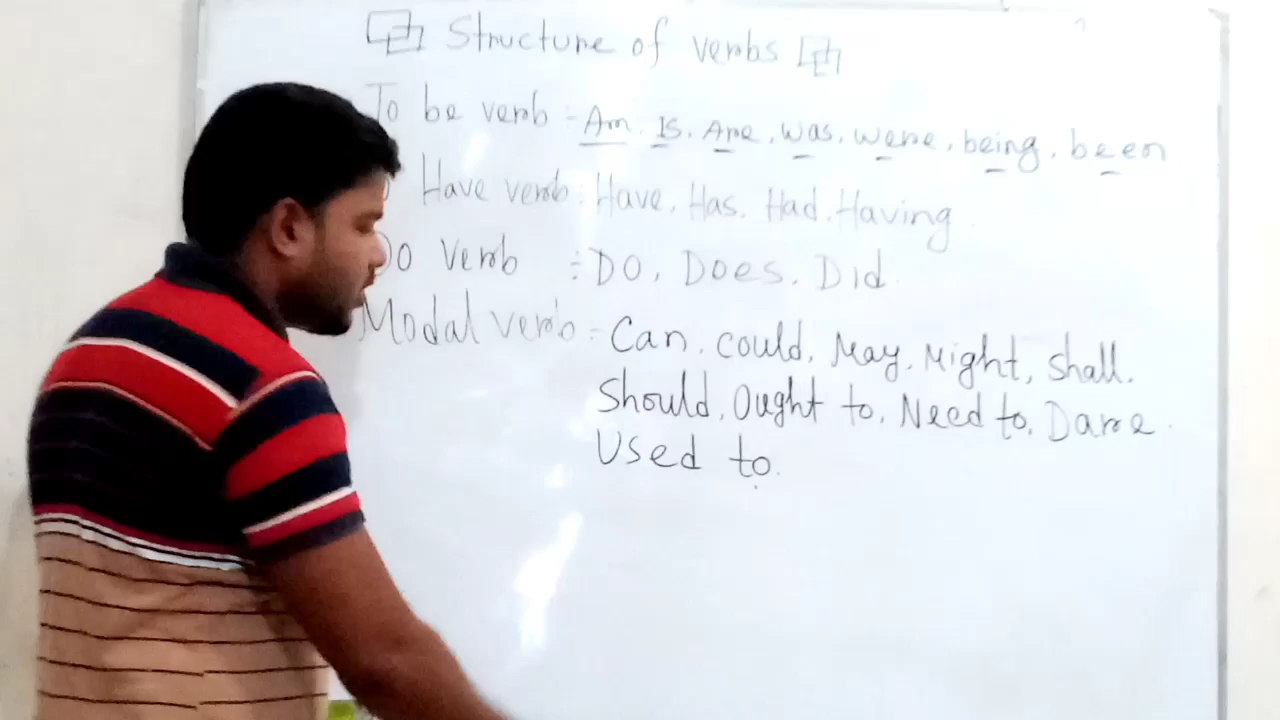 Structure of verbs
To be verb :- Am. Is. Are, was, were, being, been
Have verb : Have, Has. Had. Having
Do Verb ÷ DO, Does. Did.
Modal verb :- Can, could, May, Might, Shall.
Should, Ought to, Need to, Dare.
Used to.